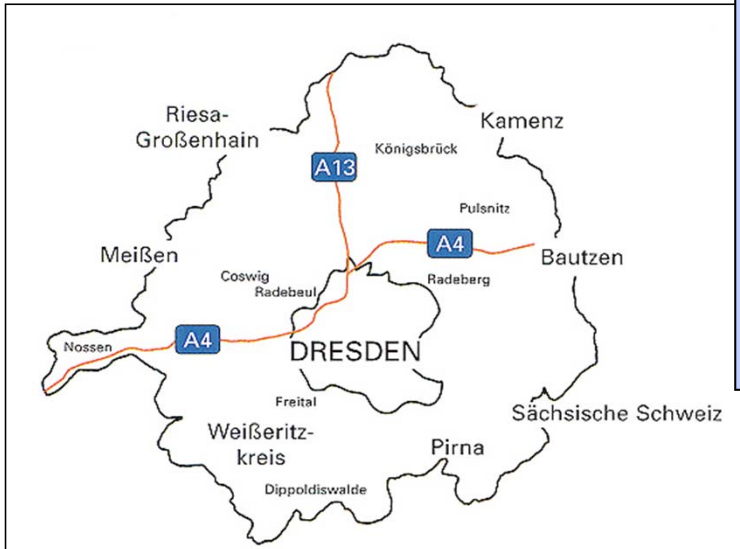 Riesa-
Großenhain
Kamenz
Königsbrück
A13
Pulsnitz
A4
Meißen
Bautzen
Coswig
Radebeul
Radeberg
A4
Nossen
DRESDEN
Freital
Sächsische Schweiz
Weißeritz-
kreis
Pirna
Dippoldiswalde